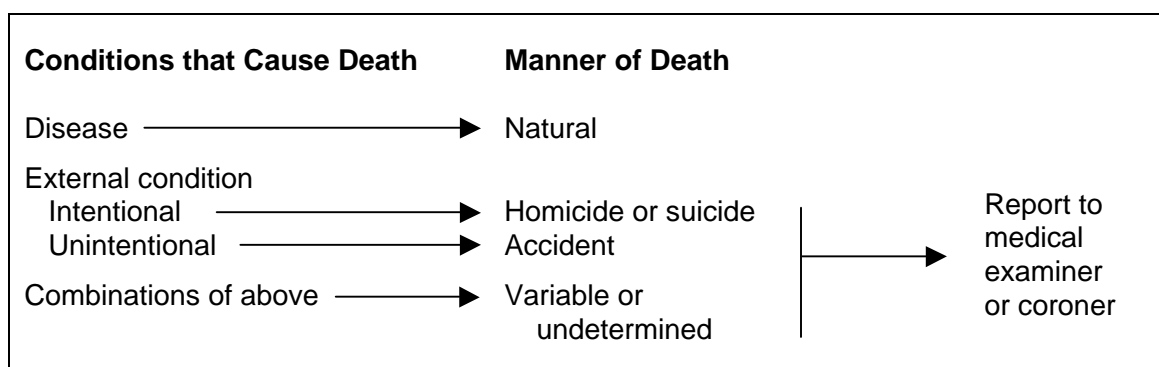 Conditions that Cause Death Manner of Death
Disease Natural
External condition
Intentional Homicide or suicide
Unintentional Accident
Combinations of above Variable or
undetermined
Report to
medical
examiner
or coroner